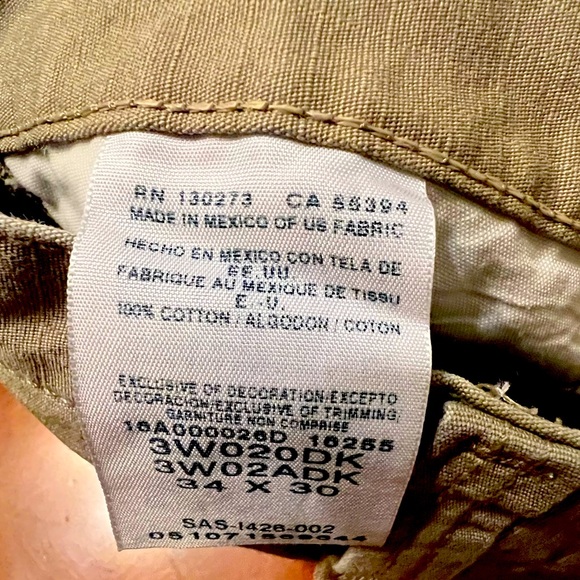 RN 130273 CA 55394
MADE IN MEXICO OF US FABRIC
HECHO EN MEXICO CON TELA DE
EE.UU.
FABRIQUE AU MEXIQUE DE TISSU
E.-U
100% COTTON / ALGODON / COTON
EXCLUSIVE OF DECORATION-EXCEPTO
DECORACION/EXCLUSIVE OF TRIMMING,
GARNITURE NON COMPRISE
16A000026D 16255
3W020DK
3W02ADK
34 X 30
SAS-1426-002